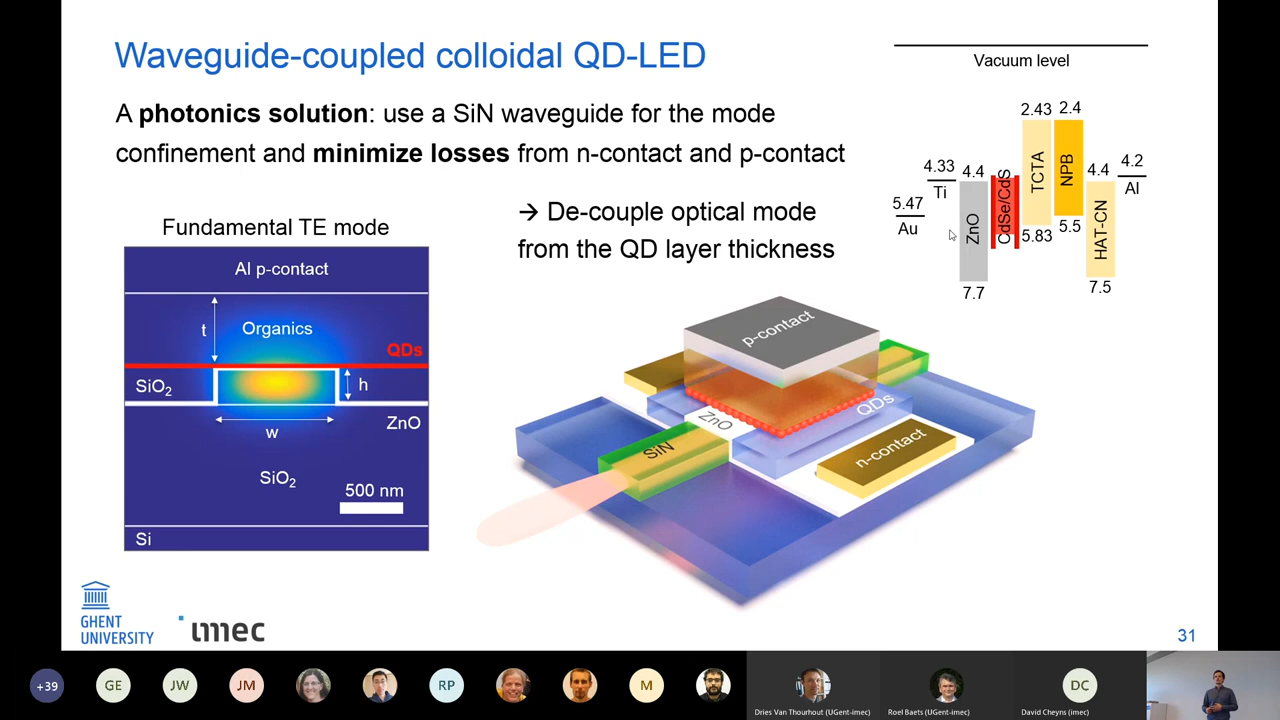 Waveguide-coupled colloidal QD-LED
A photonics solution: use a SiN waveguide for the mode
confinement and minimize losses from n-contact and p-contact
→ De-couple optical mode
from the QD layer thickness
Vacuum level
2.43 2.4
4.33 4.4
4.4 4.2
Ti
Al
5.47
Au
ZnO
CdSe/CdS
TCTA
NPB
HAT-CN
5.83
5.5
7.7
7.5
Fundamental TE mode
Al p-contact
t
Organics
QDs
SiO2
h
w
ZnO
SiO2
500 nm
Si
p-contact
ZnO
QDs
SiN
n-contact
GHENT
UNIVERSITY
imec
31
+39
GE
JW
JM
RP
M
DC
Dries Van Thourhout (UGent-imec)
Roel Baets (UGent-imec)
David Cheyns (imec)